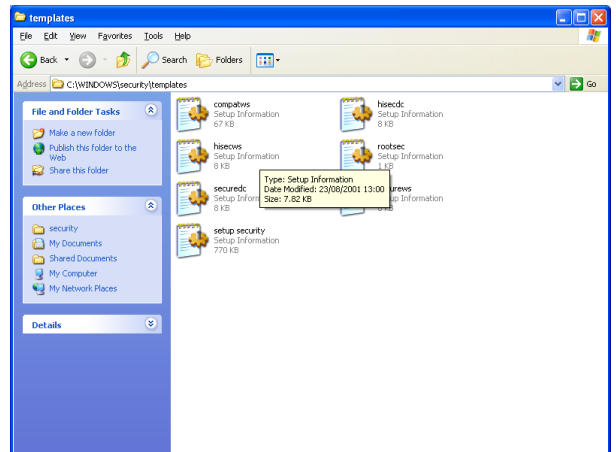 templates
File Edit View Favorites Tools Help
Back Search Folders
Address C:\WINDOWS\security\templates Go
File and Folder Tasks
Make a new folder
Publish this folder to the
Web
Share this folder
Other Places
security
My Documents
Shared Documents
My Computer
My Network Places
Details
compatws
Setup Information
67 KB
hisecdc
Setup Information
8 KB
hisecws
Setup Information
8 KB
rootsec
Setup Information
1 KB
securedc
Setup Inform
8 KB
urews
Type: Setup Information
Date Modified: 23/08/2001 13:00
Size: 7.82 KB
setup security
Setup Information
770 KB